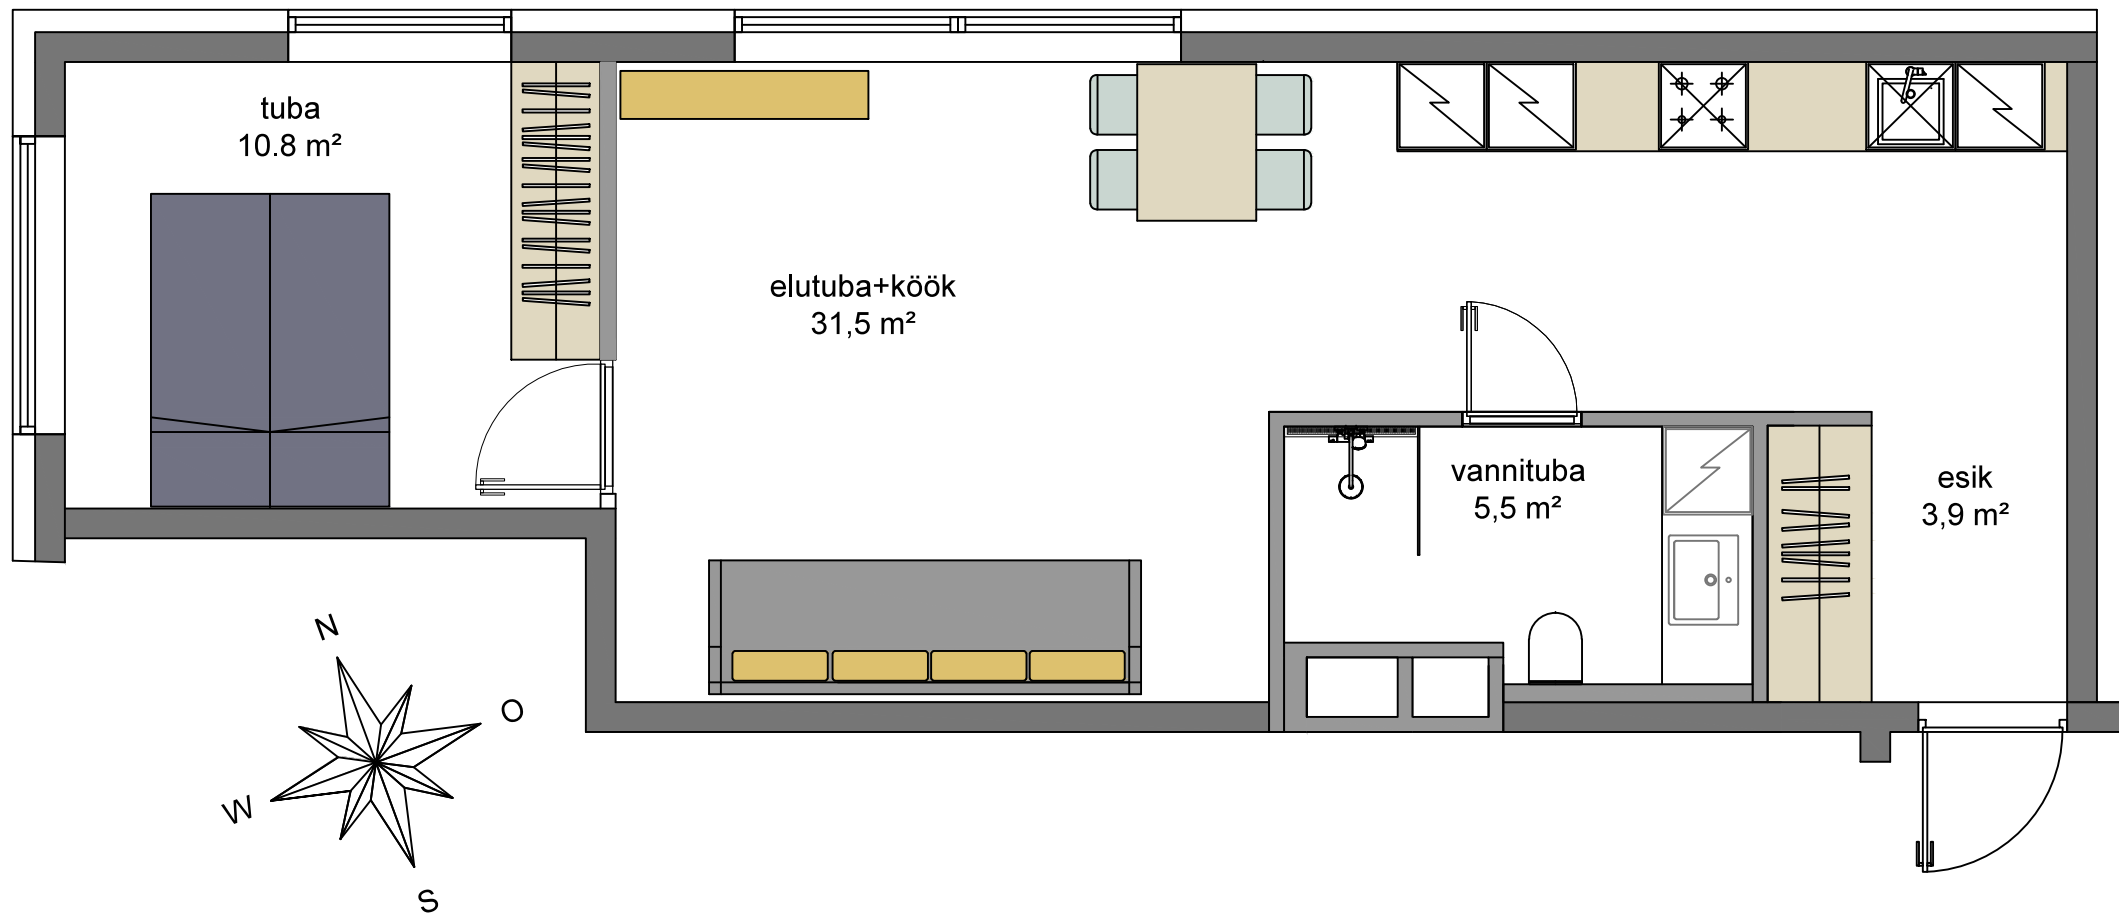 tuba
10.8 m²
elutuba+köök
31,5 m²
vannituba
5,5 m²
esik
3,9 m²
N
O
W
S